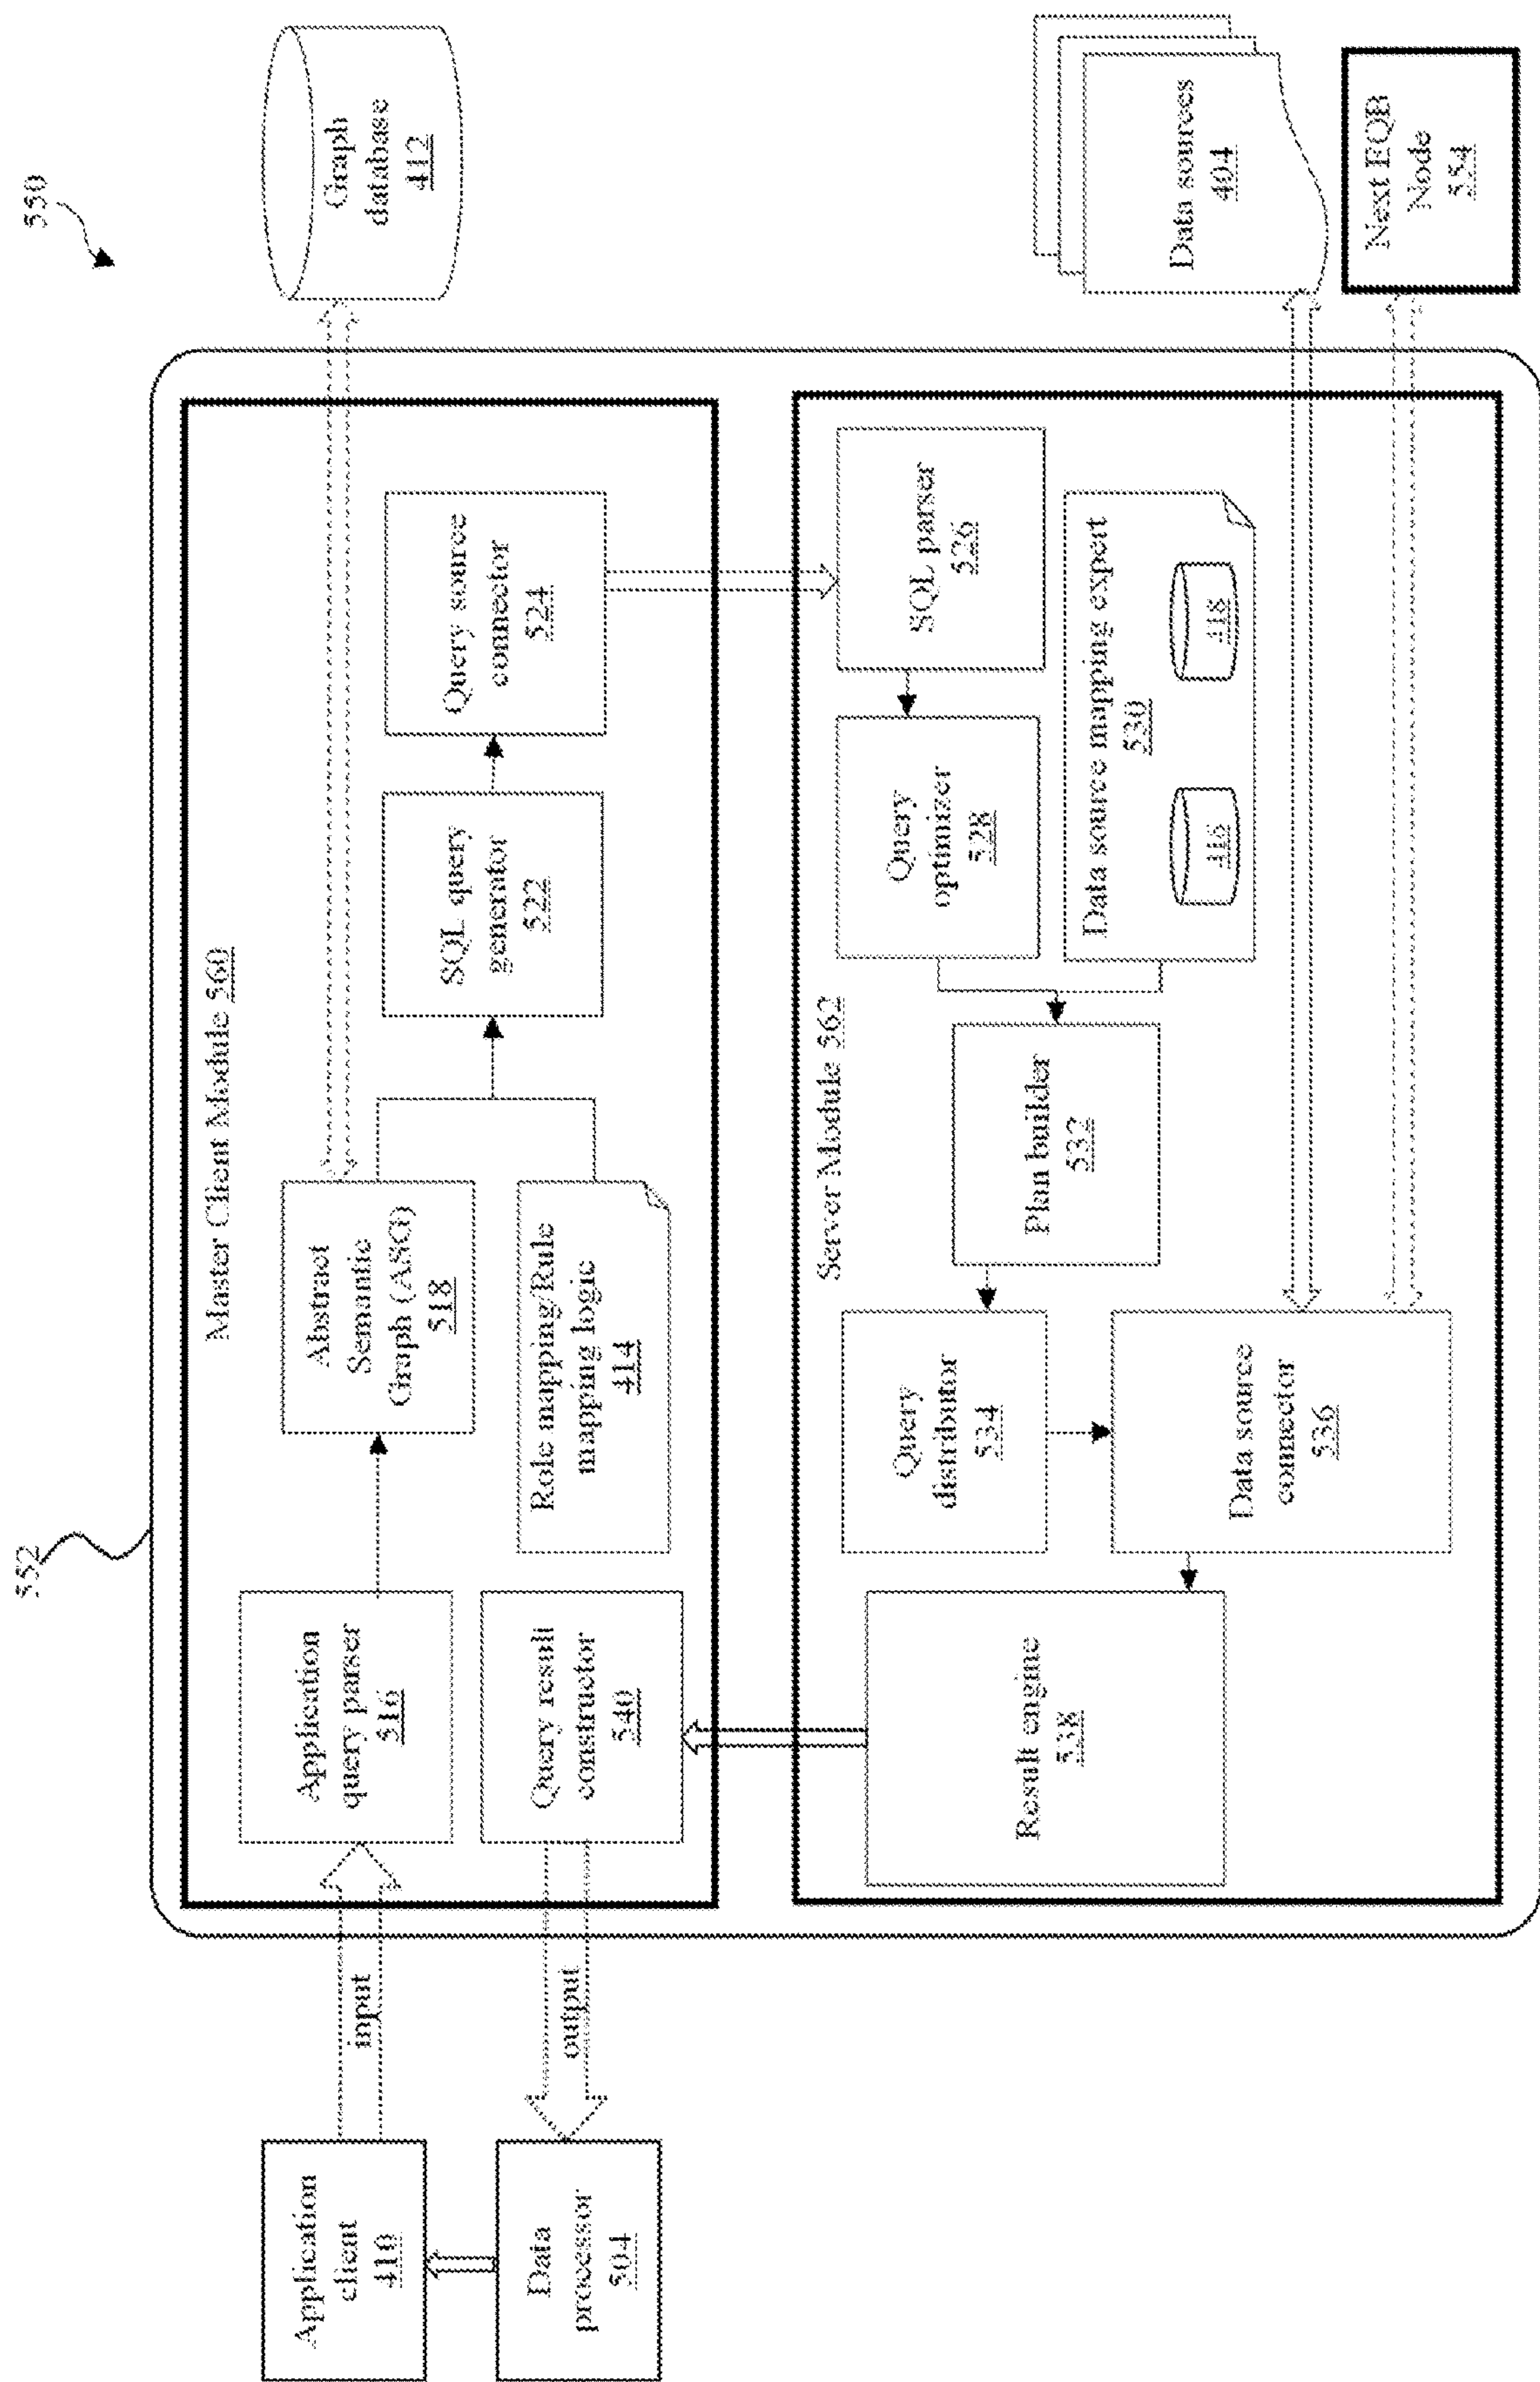 550
552
Master Client Module 560
Application
client
410
input
Application
query parser
516
Abstract
Semantic
Graph (ASG)
518
Graph
database
412
SQL query
generator
522
Query source
connector
524
Data
processor
504
output
Query result
constructor
540
Role mapping/Rule
mapping logic
414
Server Module 562
Result engine
538
Query
distributor
534
Plan builder
532
Query
optimizer
528
SQL parser
526
Data source mapping expert
530
416
418
Data source
connector
536
Data sources
404
Next EQB
Node
554